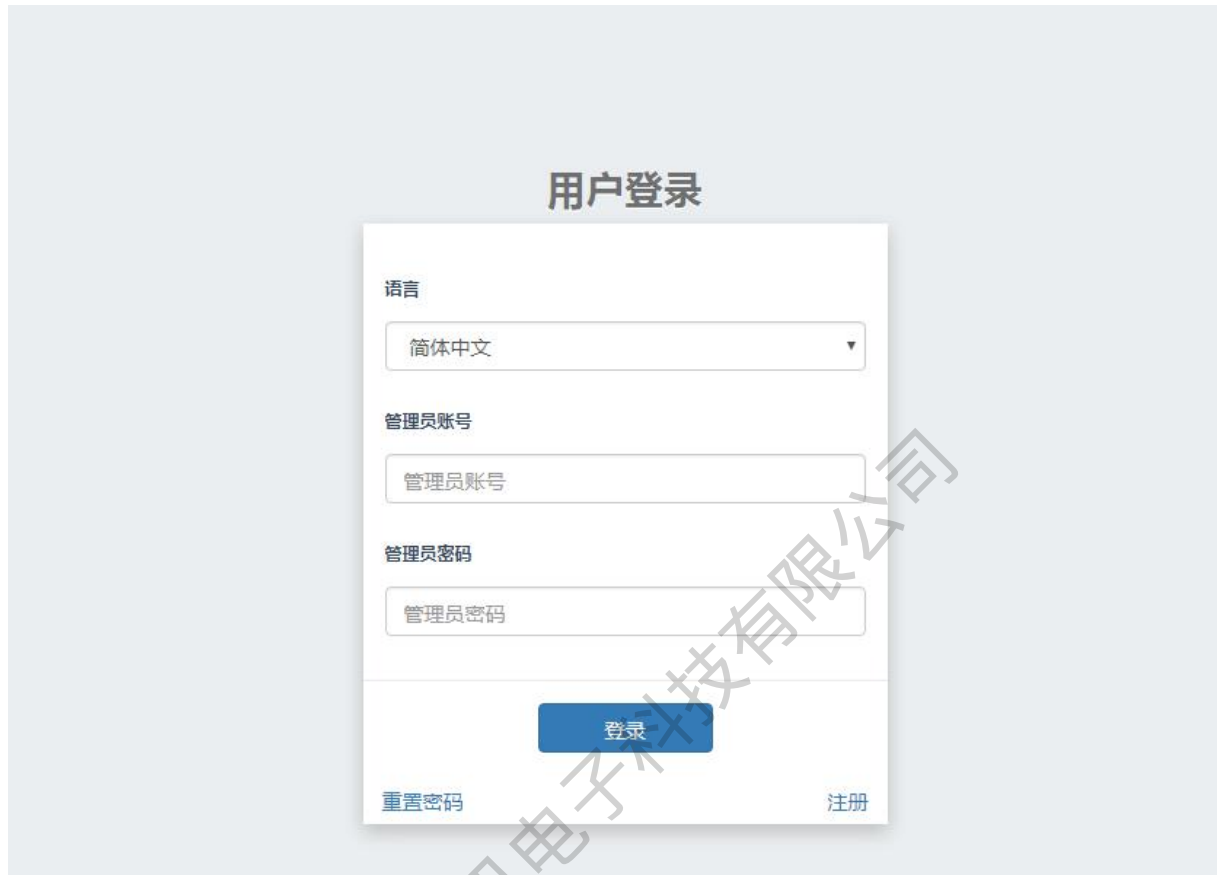 用户登录
语言
简体中文
管理员账号
管理员账号
管理员密码
管理员密码
登录
重置密码
注册
电子科技有限公司